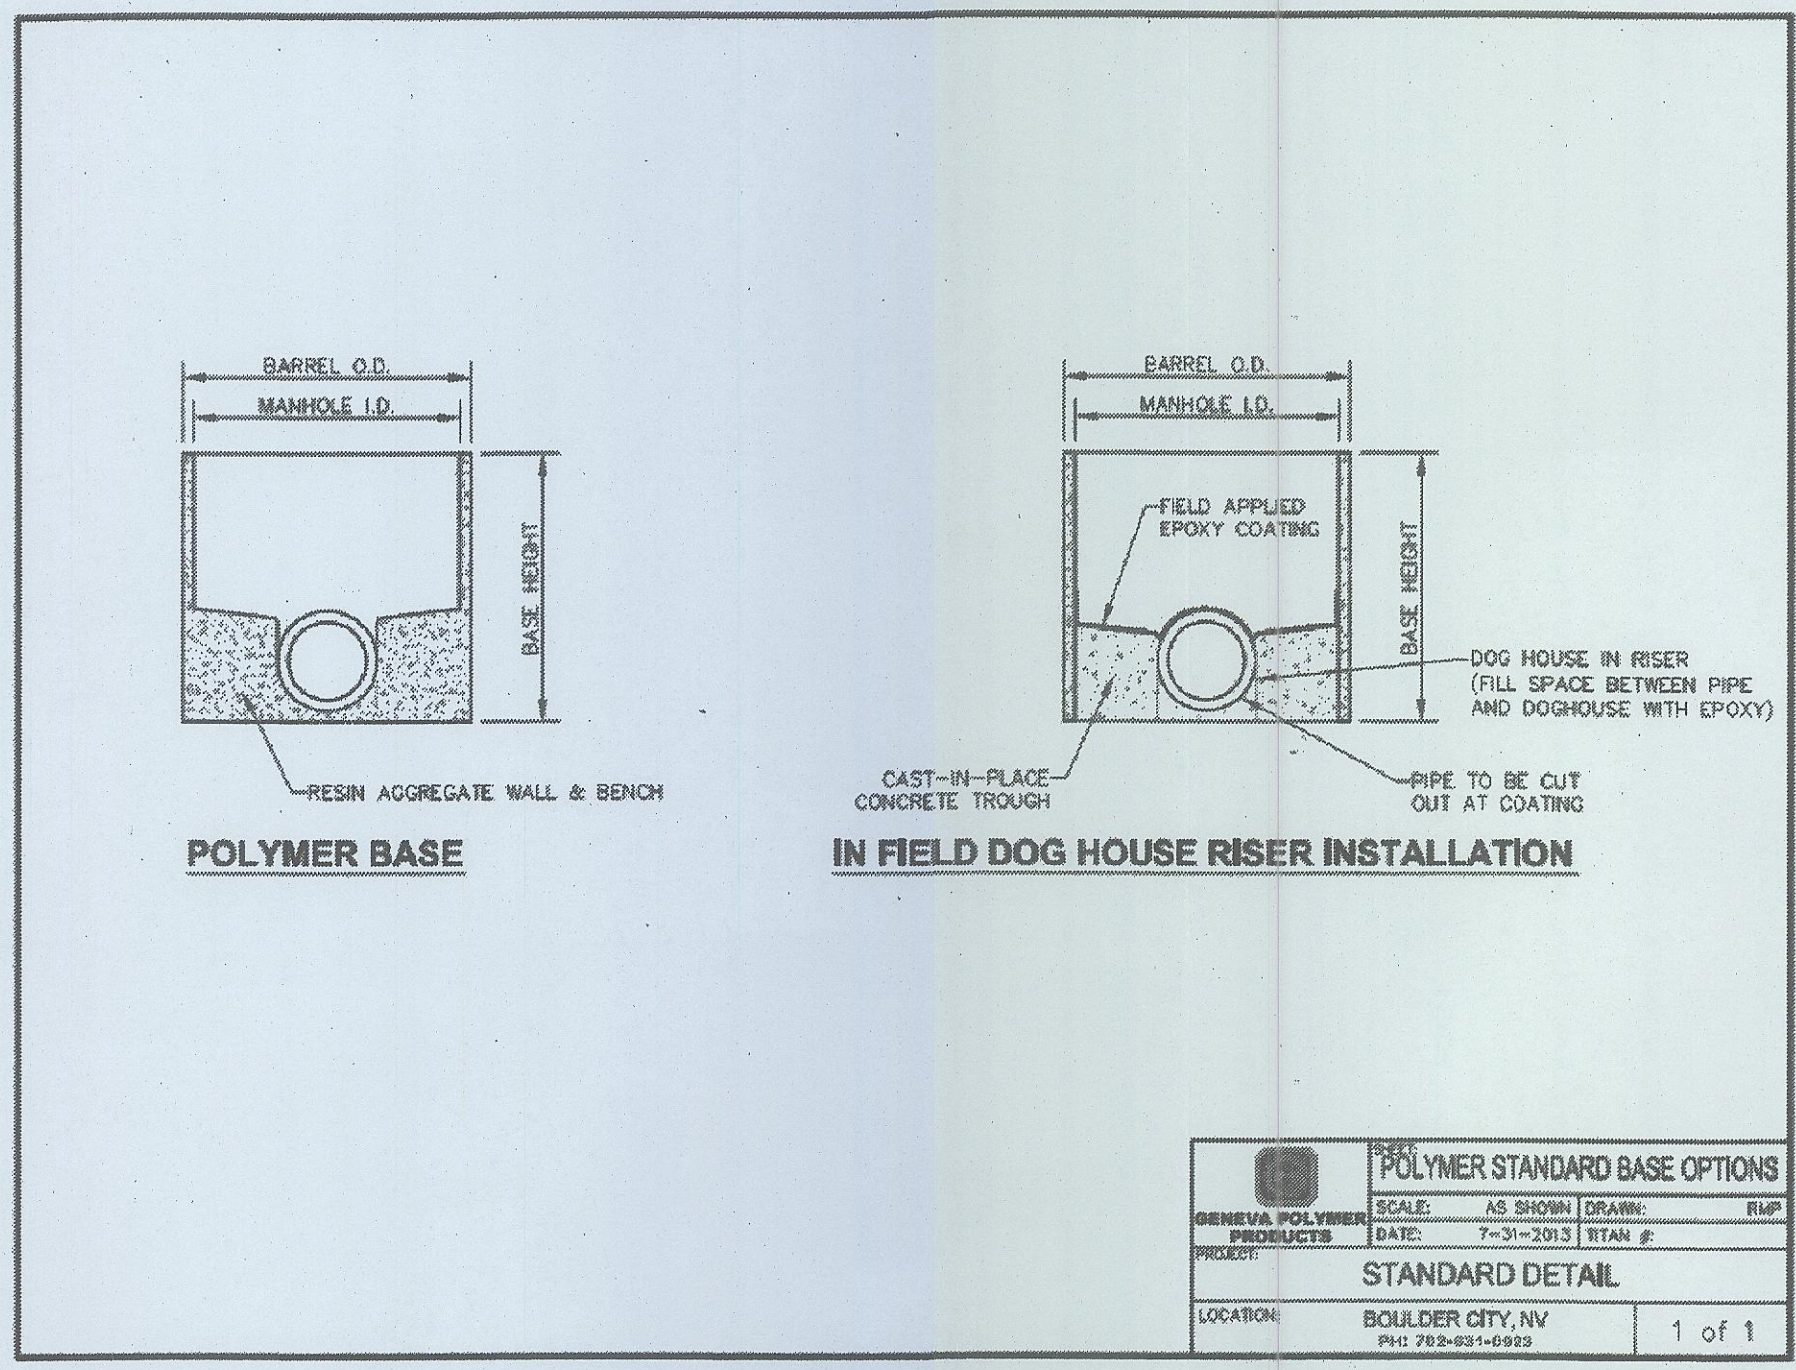 BARREL O.D.
MANHOLE I.D.
BASE HEIGHT
RESIN AGGREGATE WALL & BENCH
POLYMER BASE
BARREL O.D.
MANHOLE I.D.
FIELD APPLIED
EPOXY COATING
BASE HEIGHT
DOG HOUSE IN RISER
(FILL SPACE BETWEEN PIPE
AND DOGHOUSE WITH EPOXY)
CAST-IN-PLACE
CONCRETE TROUGH
PIPE TO BE CUT
OUT AT COATING
IN FIELD DOG HOUSE RISER INSTALLATION
GENEVA POLYMER
PRODUCTS
SHEET:
POLYMER STANDARD BASE OPTIONS
SCALE: AS SHOWN
DRAWN: RMP
DATE: 7-31-2013
TITAN #:
PROJECT:
STANDARD DETAIL
LOCATION:
BOULDER CITY, NV
PH:
1 of 1